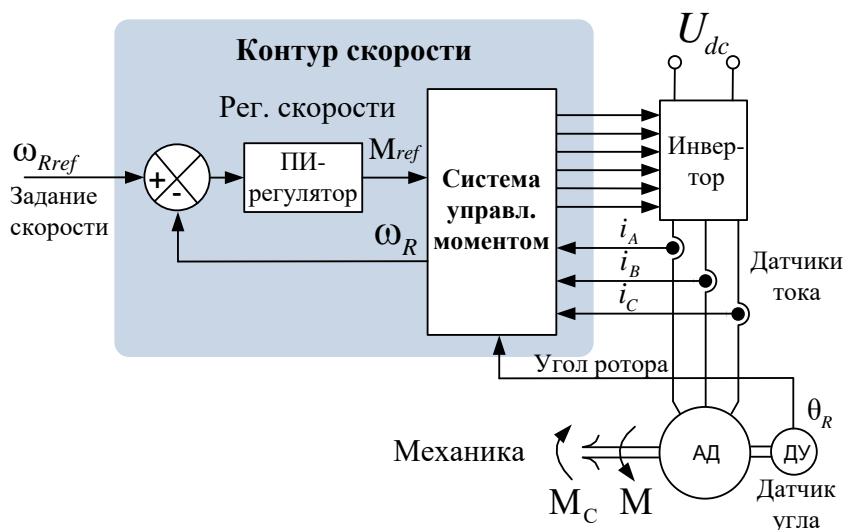 Контур скорости
U_dc
Рег. скорости
ω_Rref
Задание
скорости
+
-
ПИ-
регулятор
M_ref
Система
управл.
моментом
Инвер-
тор
ω_R
i_A
i_B
i_C
Датчики
тока
Угол ротора
θ_R
Механика
M_C
M
АД
ДУ
Датчик
угла